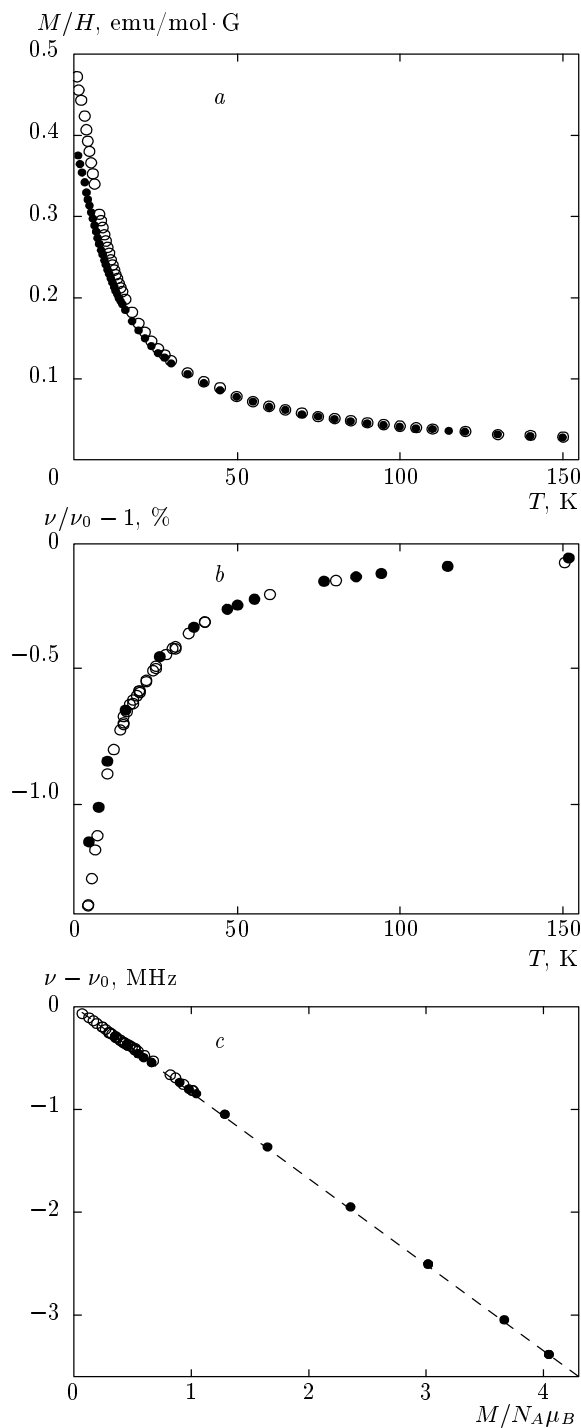 M/H, emu/mol·G
0.5
a
0.4
0.3
0.2
0.1
0 50 100 150
T, K
ν/ν₀ − 1, %
0
b
−0.5
−1.0
0 50 100 150
T, K
ν − ν₀, MHz
0
c
−1
−2
−3
0 1 2 3 4
M/N_Aμ_B